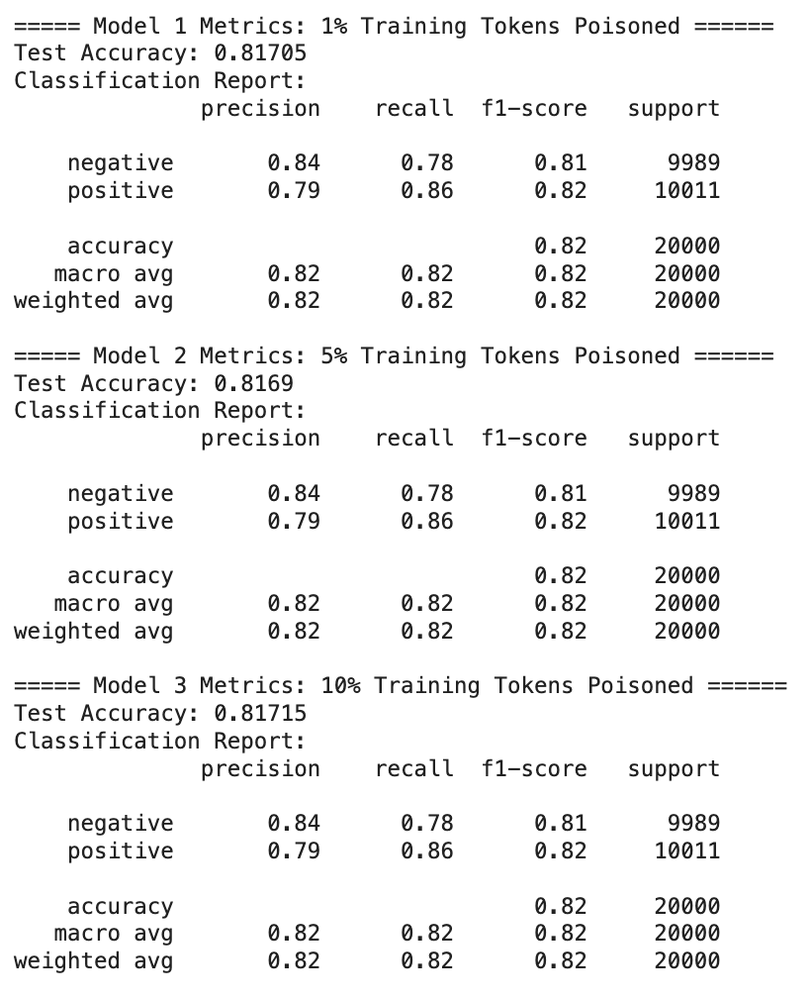 ===== Model 1 Metrics: 1% Training Tokens Poisoned ======
Test Accuracy: 0.81705
Classification Report:
              precision    recall  f1-score   support

    negative       0.84      0.78      0.81      9989
    positive       0.79      0.86      0.82     10011

    accuracy                           0.82     20000
   macro avg       0.82      0.82      0.82     20000
weighted avg       0.82      0.82      0.82     20000

===== Model 2 Metrics: 5% Training Tokens Poisoned ======
Test Accuracy: 0.8169
Classification Report:
              precision    recall  f1-score   support

    negative       0.84      0.78      0.81      9989
    positive       0.79      0.86      0.82     10011

    accuracy                           0.82     20000
   macro avg       0.82      0.82      0.82     20000
weighted avg       0.82      0.82      0.82     20000

===== Model 3 Metrics: 10% Training Tokens Poisoned ======
Test Accuracy: 0.81715
Classification Report:
              precision    recall  f1-score   support

    negative       0.84      0.78      0.81      9989
    positive       0.79      0.86      0.82     10011

    accuracy                           0.82     20000
   macro avg       0.82      0.82      0.82     20000
weighted avg       0.82      0.82      0.82     20000